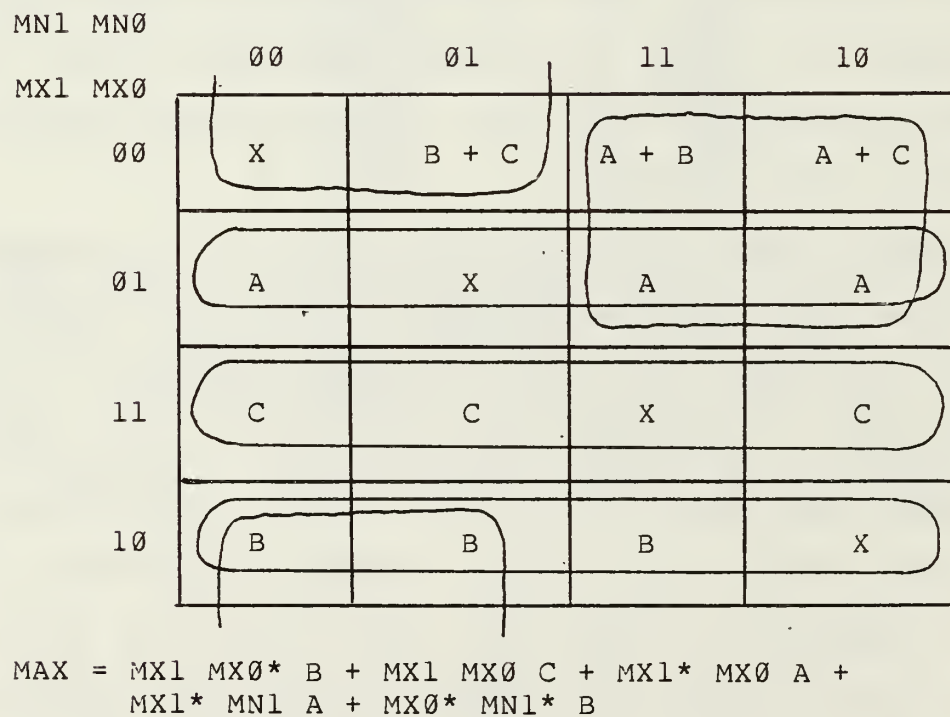 MN1 MNØ
ØØ Ø1 11 1Ø
MX1 MXØ
ØØ X B + C A + B A + C
Ø1 A X A A
11 C C X C
1Ø B B B X
MAX = MX1 MXØ* B + MX1 MXØ C + MX1* MXØ A +
MX1* MN1 A + MXØ* MN1* B